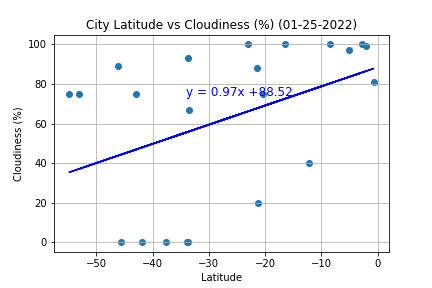 City Latitude vs Cloudiness (%) (01-25-2022)
100
80
y = 0.97x +88.52
60
40
20
0
Cloudiness (%)
−50 −40 −30 −20 −10 0
Latitude